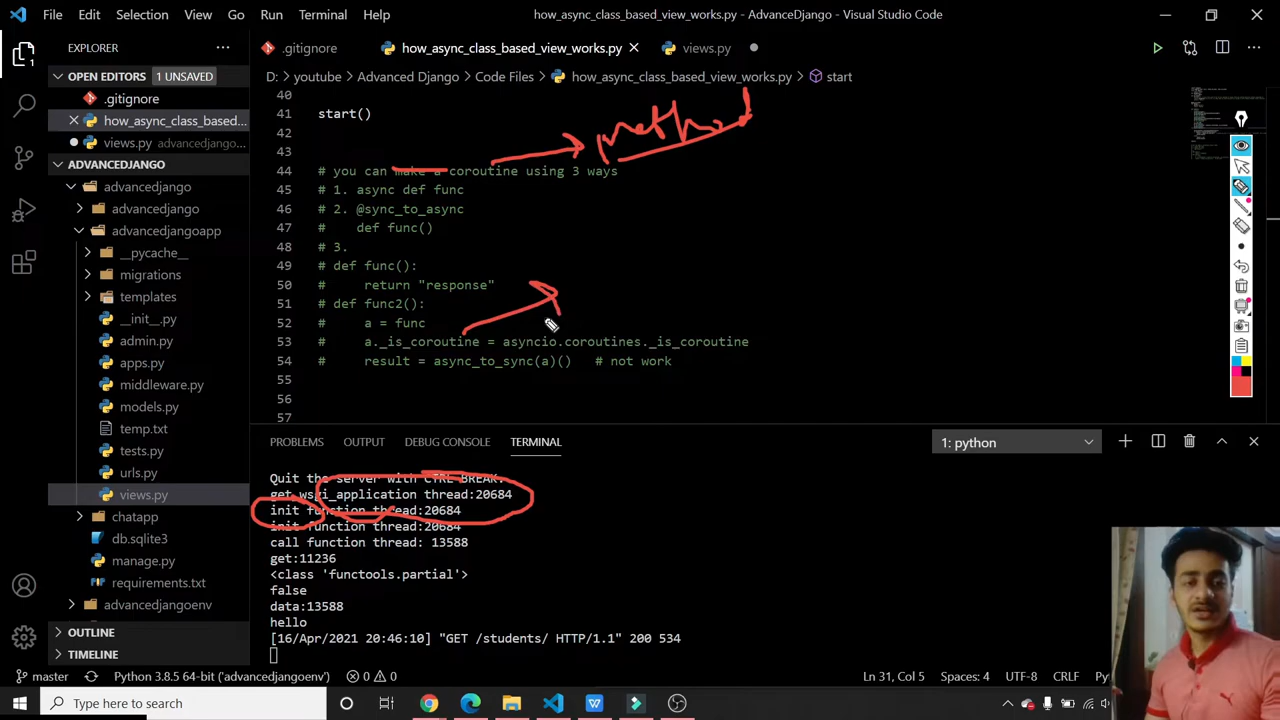 File Edit Selection View Go Run Terminal Help
how_async_class_based_view_works.py - AdvanceDjango - Visual Studio Code
EXPLORER
.gitignore
how_async_class_based_view_works.py
views.py
OPEN EDITORS 1 UNSAVED
D: > youtube > Advanced Django > Code Files > how_async_class_based_view_works.py > start
.gitignore
how_async_class_based...
views.py advancedjango...
ADVANCEDJANGO
advancedjango
advancedjango
advancedjangoapp
__pycache__
migrations
templates
__init__.py
admin.py
apps.py
middleware.py
models.py
temp.txt
tests.py
urls.py
views.py
chatapp
db.sqlite3
manage.py
requirements.txt
advancedjangoenv
OUTLINE
TIMELINE
40
41 start()
42
43
method
44 # you can make a coroutine using 3 ways
45 # 1. async def func
46 # 2. @sync_to_async
47 # def func()
48 # 3.
49 # def func():
50 # return "response"
51 # def func2():
52 # a = func
53 # a._is_coroutine = asyncio.coroutines._is_coroutine
54 # result = async_to_sync(a)() # not work
55
56
57
PROBLEMS OUTPUT DEBUG CONSOLE TERMINAL
1: python
Quit the server with CTRL-BREAK.
get_wsgi_application thread:20684
init function thread:20684
init function thread:20684
call function thread: 13588
get:11236
<class 'functools.partial'>
false
data:13588
hello
[16/Apr/2021 20:46:10] "GET /students/ HTTP/1.1" 200 534
master Python 3.8.5 64-bit ('advancedjangoenv) 0 0 Ln 31, Col 5 Spaces: 4 UTF-8 CRLF Py
Type here to search